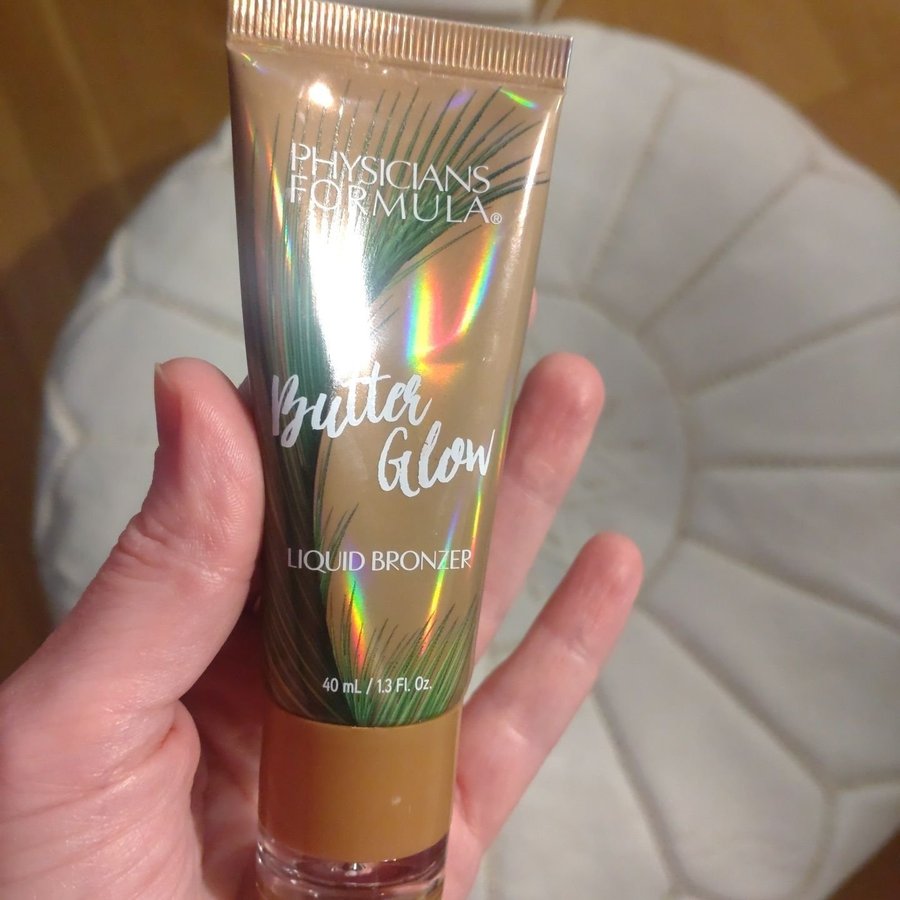 PHYSICIANS
FORMULA®
Butter
Glow
LIQUID BRONZER
40 mL / 1.3 Fl. Oz.